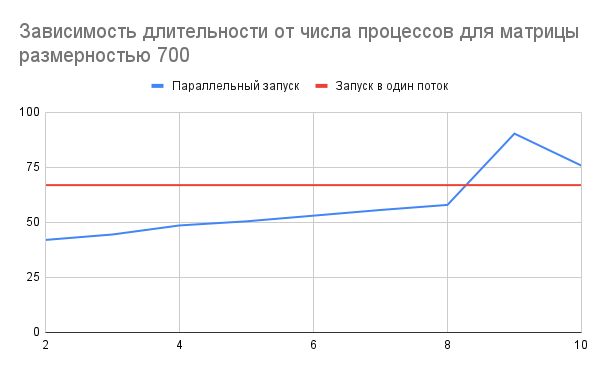 Зависимость длительности от числа процессов для матрицы
размерностью 700
Параллельный запуск Запуск в один поток
100
75
50
25
0
2 4 6 8 10